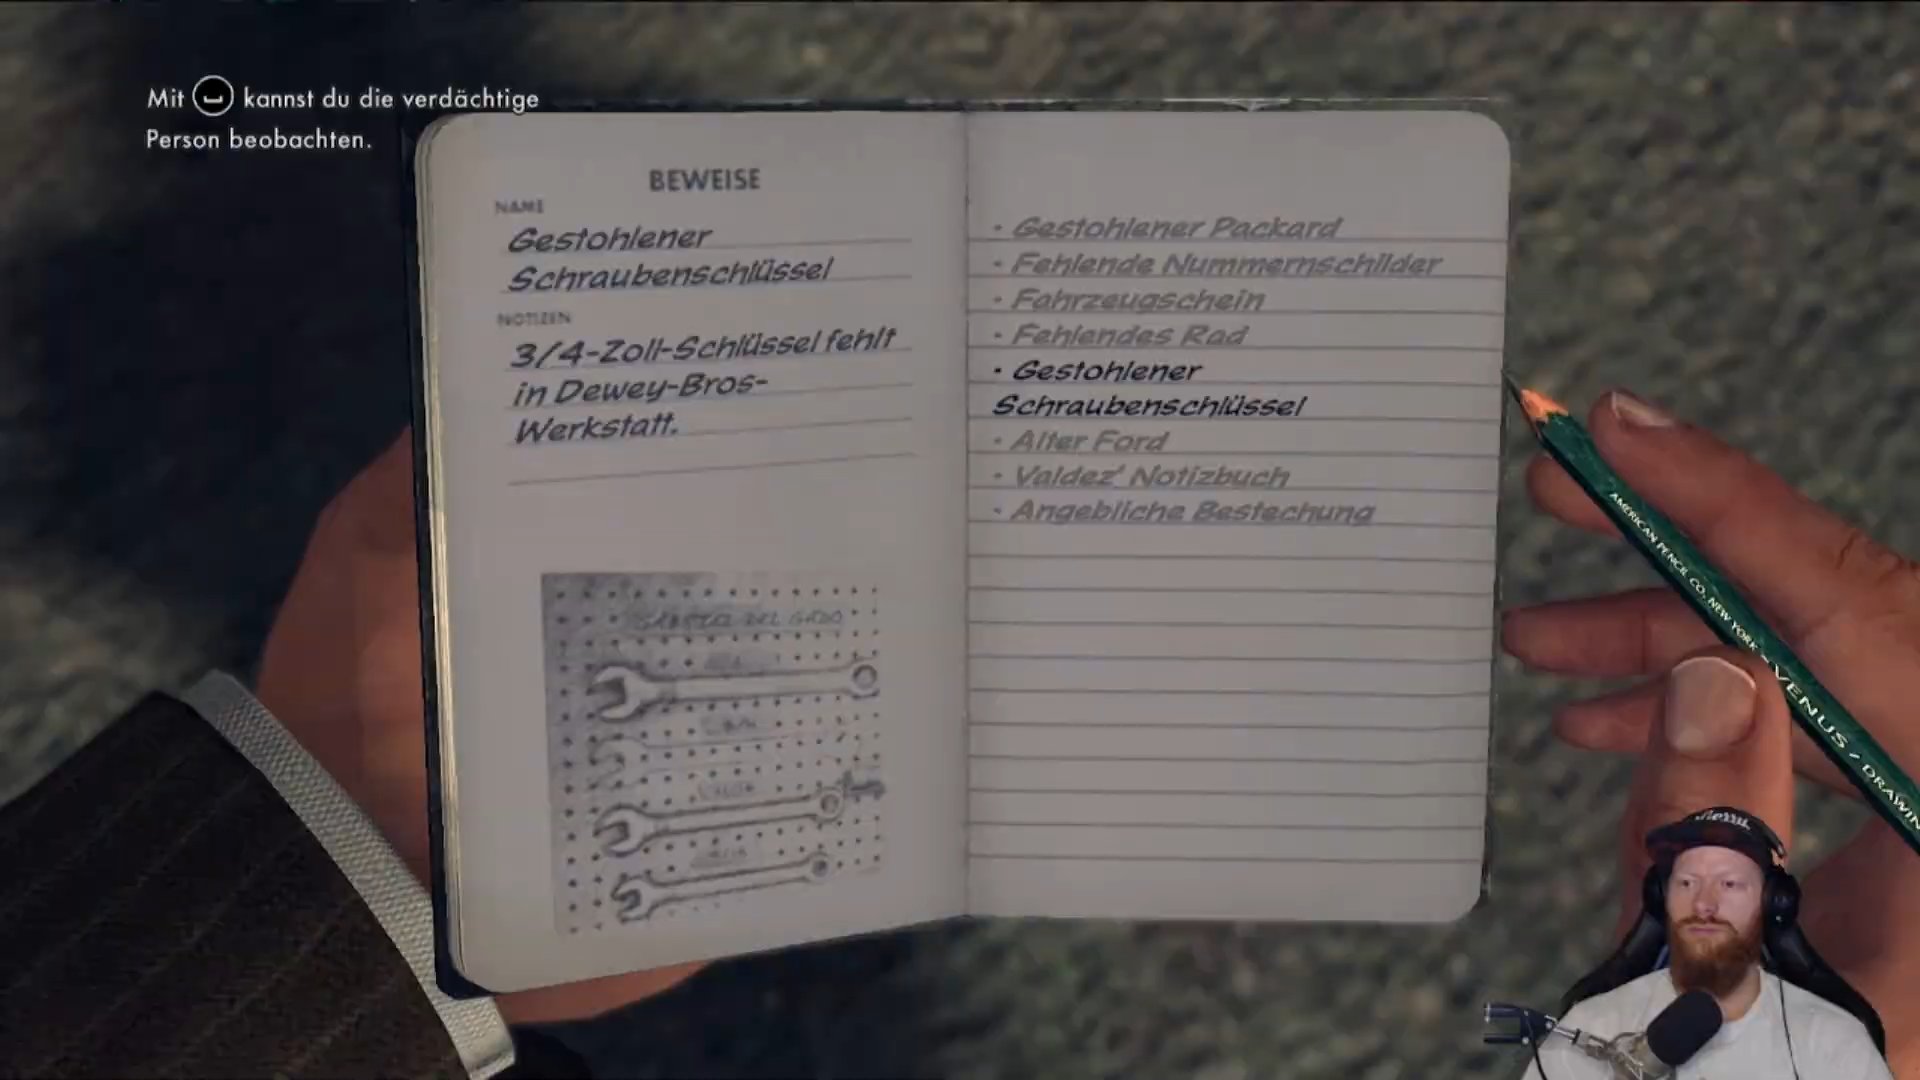 Mit kannst du die verdächtige
Person beobachten.
BEWEISE
NAME
Gestohlener
Schraubenschlüssel
NOTIZEN
3/4-Zoll-Schlüssel fehlt
in Dewey-Bros-
Werkstatt.
• Gestohlener Packard
• Fehlende Nummernschilder
• Fahrzeugschein
• Fehlendes Rad
• Gestohlener
Schraubenschlüssel
• Alter Ford
• Valdez' Notizbuch
• Angebliche Bestechung
AMERICAN PENCIL CO. NEW YORK VENUS / DRAWIN